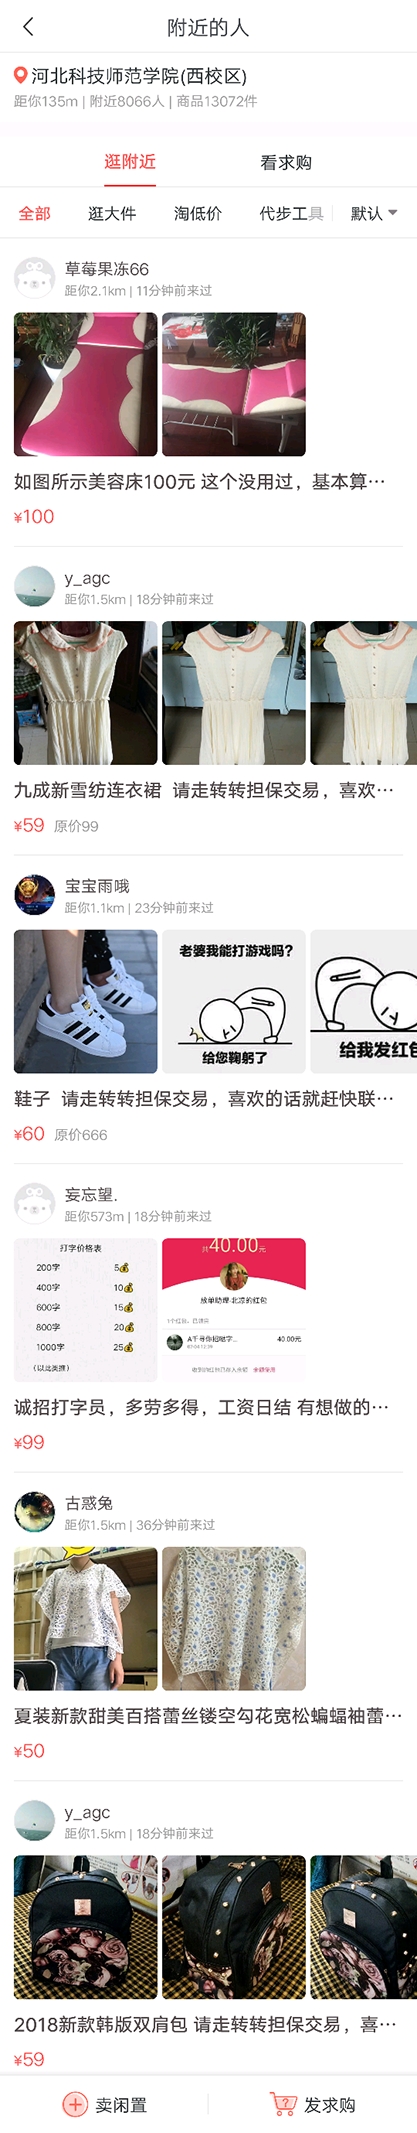 附近的人
河北科技师范学院(西校区)
距你135m | 附近8066人 | 商品13072件
逛附近
看求购
全部 逛大件 淘低价 代步工具 默认
草莓果冻66
距你2.1km | 11分钟前来过
如图所示美容床100元 这个没用过，基本算…
¥100
y_agc
距你1.5km | 18分钟前来过
九成新雪纺连衣裙 请走转转担保交易，喜欢…
¥59 原价99
宝宝雨哦
距你1.1km | 23分钟前来过
老婆我能打游戏吗?
给您鞠躬了
给我发红包
鞋子 请走转转担保交易，喜欢的话就赶快联…
¥60 原价666
妄忘望.
距你573m | 18分钟前来过
打字价格表
200字 5
400字 10
600字 15
800字 20
1000字 25
(以此类推)
共40.00元
放单助理·北凉的红包
40.00元
诚招打字员，多劳多得，工资日结 有想做的…
¥99
古惑兔
距你1.5km | 36分钟前来过
夏装新款甜美百搭蕾丝镂空勾花宽松蝙蝠袖蕾…
¥50
y_agc
距你1.5km | 18分钟前来过
2018新款韩版双肩包 请走转转担保交易，喜…
¥59
卖闲置
发求购